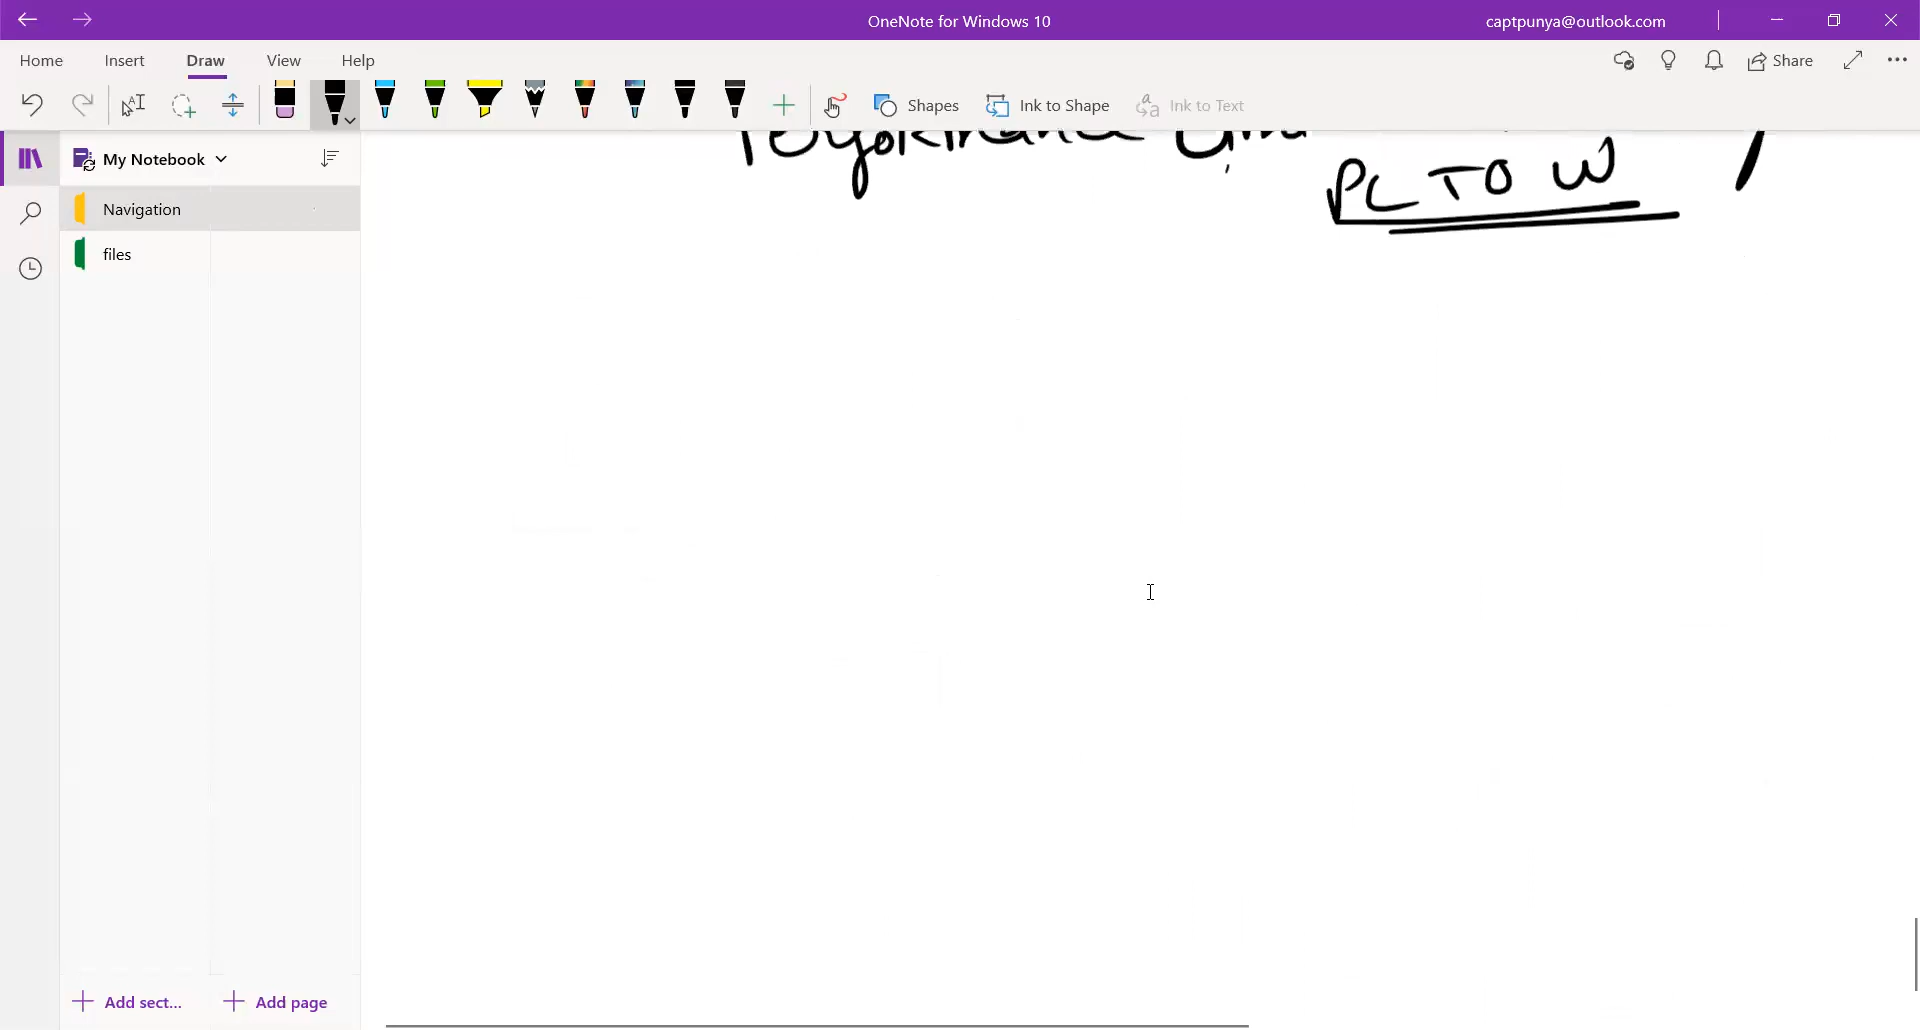 OneNote for Windows 10
captpunya@outlook.com
Home
Insert
Draw
View
Help
Share
Shapes
Ink to Shape
Ink to Text
My Notebook
Navigation
files
PL TO W
Add sect...
Add page